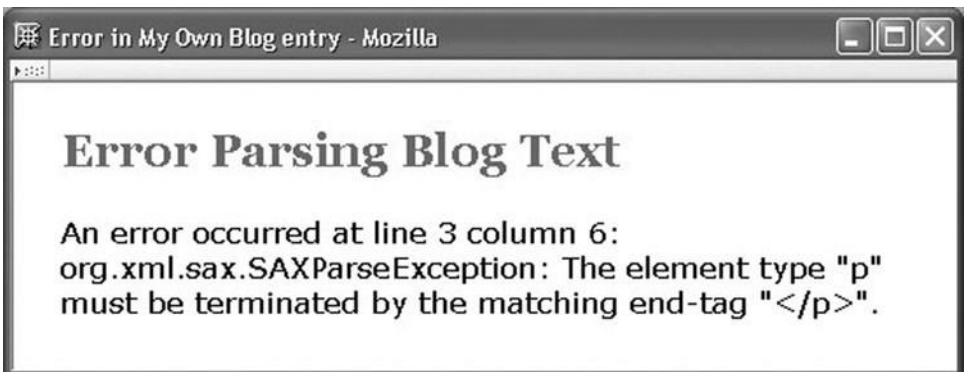 Error in My Own Blog entry - Mozilla
Error Parsing Blog Text
An error occurred at line 3 column 6:
org.xml.sax.SAXParseException: The element type "p"
must be terminated by the matching end-tag "</p>".